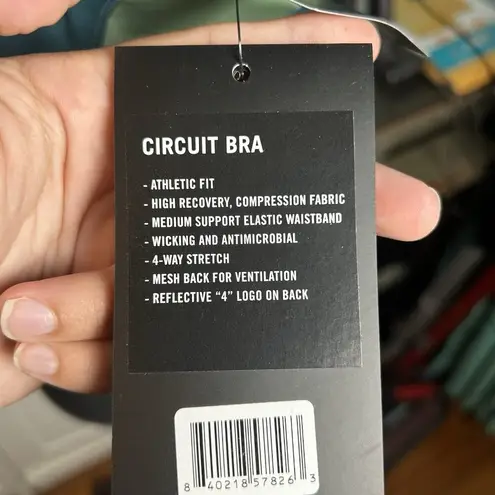 CIRCUIT BRA
- ATHLETIC FIT
- HIGH RECOVERY, COMPRESSION FABRIC
- MEDIUM SUPPORT ELASTIC WAISTBAND
- WICKING AND ANTIMICROBIAL
- 4-WAY STRETCH
- MESH BACK FOR VENTILATION
- REFLECTIVE “4” LOGO ON BACK
8 40218 57826 3